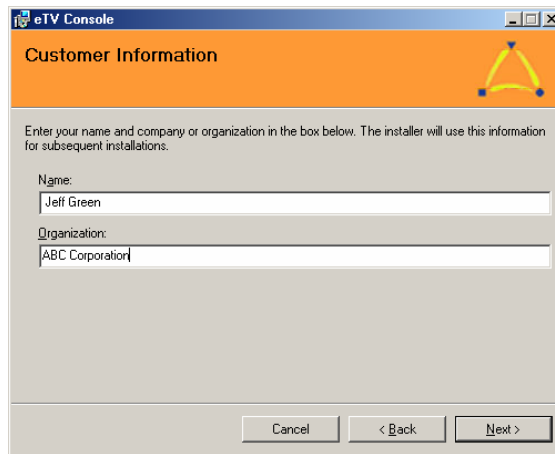 eTV Console
Customer Information
Enter your name and company or organization in the box below. The installer will use this information
for subsequent installations.
Name:
Jeff Green
Organization:
ABC Corporation
Cancel
< Back
Next >